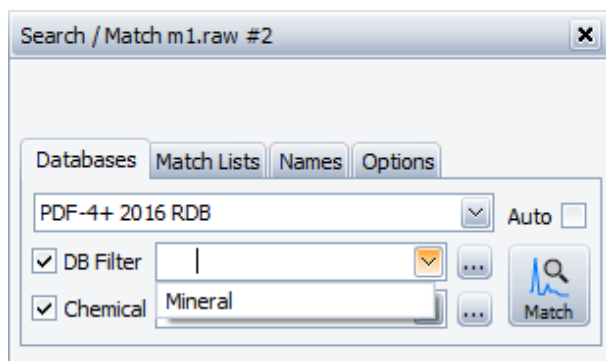 Search / Match m1.raw #2
Databases Match Lists Names Options
PDF-4+ 2016 RDB Auto
DB Filter ...
Mineral
Chemical ... Match